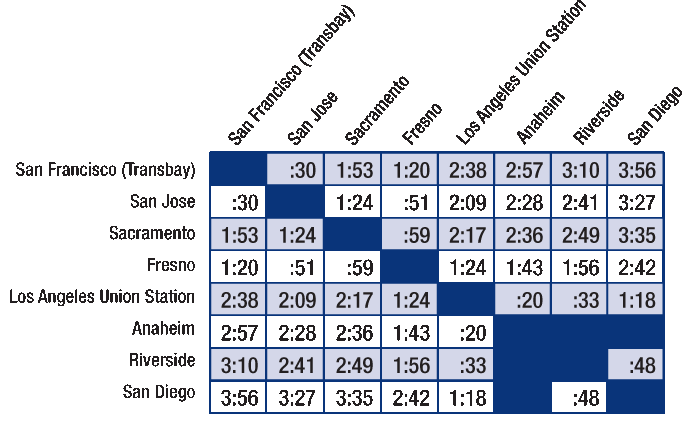 San Francisco (Transbay)
San Jose
Sacramento
Fresno
Los Angeles Union Station
Anaheim
Riverside
San Diego
San Francisco (Transbay) :30 1:53 1:20 2:38 2:57 3:10 3:56
San Jose :30 1:24 :51 2:09 2:28 2:41 3:27
Sacramento 1:53 1:24 :59 2:17 2:36 2:49 3:35
Fresno 1:20 :51 :59 1:24 1:43 1:56 2:42
Los Angeles Union Station 2:38 2:09 2:17 1:24 :20 :33 1:18
Anaheim 2:57 2:28 2:36 1:43 :20
Riverside 3:10 2:41 2:49 1:56 :33 :48
San Diego 3:56 3:27 3:35 2:42 1:18 :48